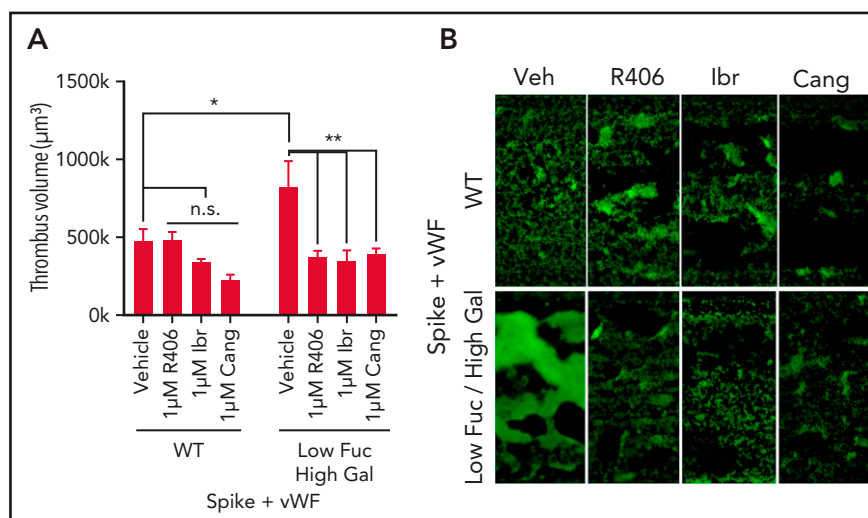 A
Thrombus volume (µm³)
1500k
1000k
500k
0k
*
**
n.s.
Vehicle
1µM R406
1µM Ibr
1µM Cang
Vehicle
1µM R406
1µM Ibr
1µM Cang
WT
Low Fuc
High Gal
Spike + vWF
B
Veh R406 Ibr Cang
Spike + vWF
WT
Low Fuc / High Gal